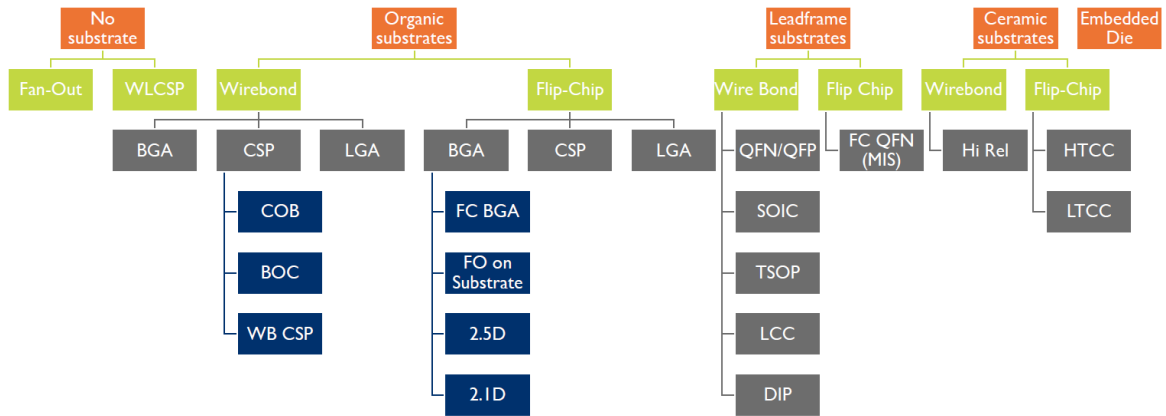 No
substrate
Organic
substrates
Leadframe
substrates
Ceramic
substrates
Embedded
Die
Fan-Out
WLCSP
Wirebond
Flip-Chip
Wire Bond
Flip Chip
Wirebond
Flip-Chip
BGA
CSP
LGA
BGA
CSP
LGA
QFN/QFP
FC QFN
(MIS)
Hi Rel
HTCC
COB
FC BGA
SOIC
LTCC
BOC
FO on
Substrate
TSOP
WB CSP
2.5D
LCC
2.1D
DIP